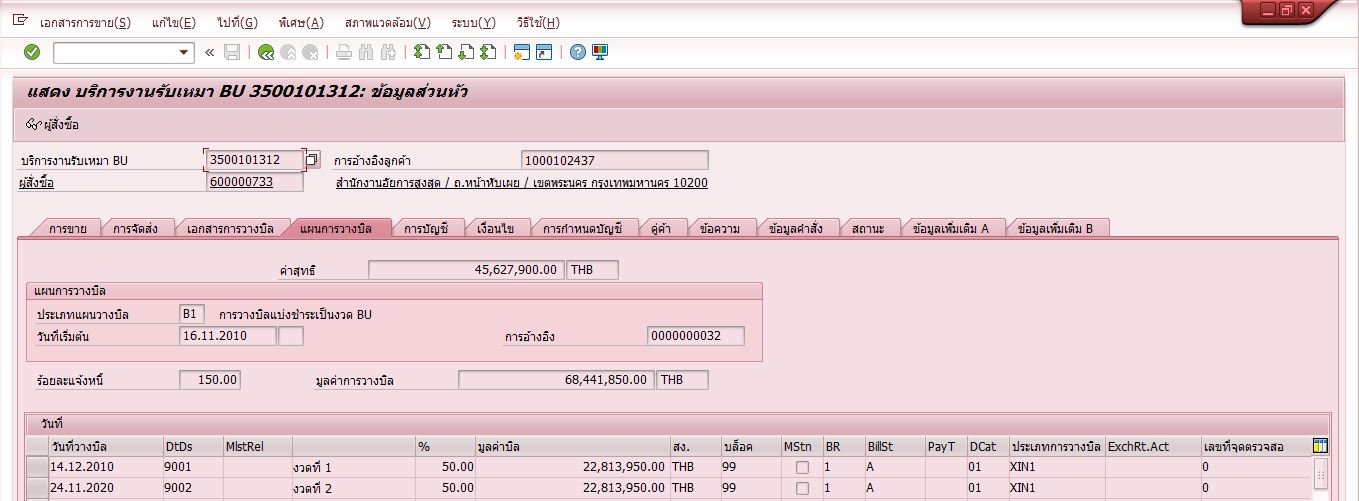 เอกสารการขาย(S) แก้ไข(E) ไปที่(G) พิเศษ(A) สภาพแวดล้อม(V) ระบบ(Y) วิธีใช้(H)
«
แสดง บริการงานรับเหมา BU 3500101312: ข้อมูลส่วนหัว
ผู้สั่งซื้อ
บริการงานรับเหมา BU 3500101312 การอ้างอิงลูกค้า 1000102437
ผู้สั่งซื้อ 600000733 สำนักงานอัยการสูงสุด / ถ.หน้าหับเผย / เขตพระนคร กรุงเทพมหานคร 10200
การขาย การจัดส่ง เอกสารการวางบิล แผนการวางบิล การบัญชี เงื่อนไข การกำหนดบัญชี คู่ค้า ข้อความ ข้อมูลคำสั่ง สถานะ ข้อมูลเพิ่มเติม A ข้อมูลเพิ่มเติม B
ค่าสุทธิ 45,627,900.00 THB
แผนการวางบิล
ประเภทแผนวางบิล B1 การวางบิลแบ่งชำระเป็นงวด BU
วันที่เริ่มต้น 16.11.2010 การอ้างอิง 0000000032
ร้อยละแจ้งหนี้ 150.00 มูลค่าการวางบิล 68,441,850.00 THB
วันที่
วันที่วางบิล DtDs MlstRel % มูลค่าบิล สง. บล็อค MStn BR BillSt PayT DCat ประเภทการวางบิล ExchRt.Act เลขที่จุดตรวจสอ
14.12.2010 9001 งวดที่ 1 50.00 22,813,950.00 THB 99 1 A 01 XIN1 0
24.11.2020 9002 งวดที่ 2 50.00 22,813,950.00 THB 99 1 A 01 XIN1 0